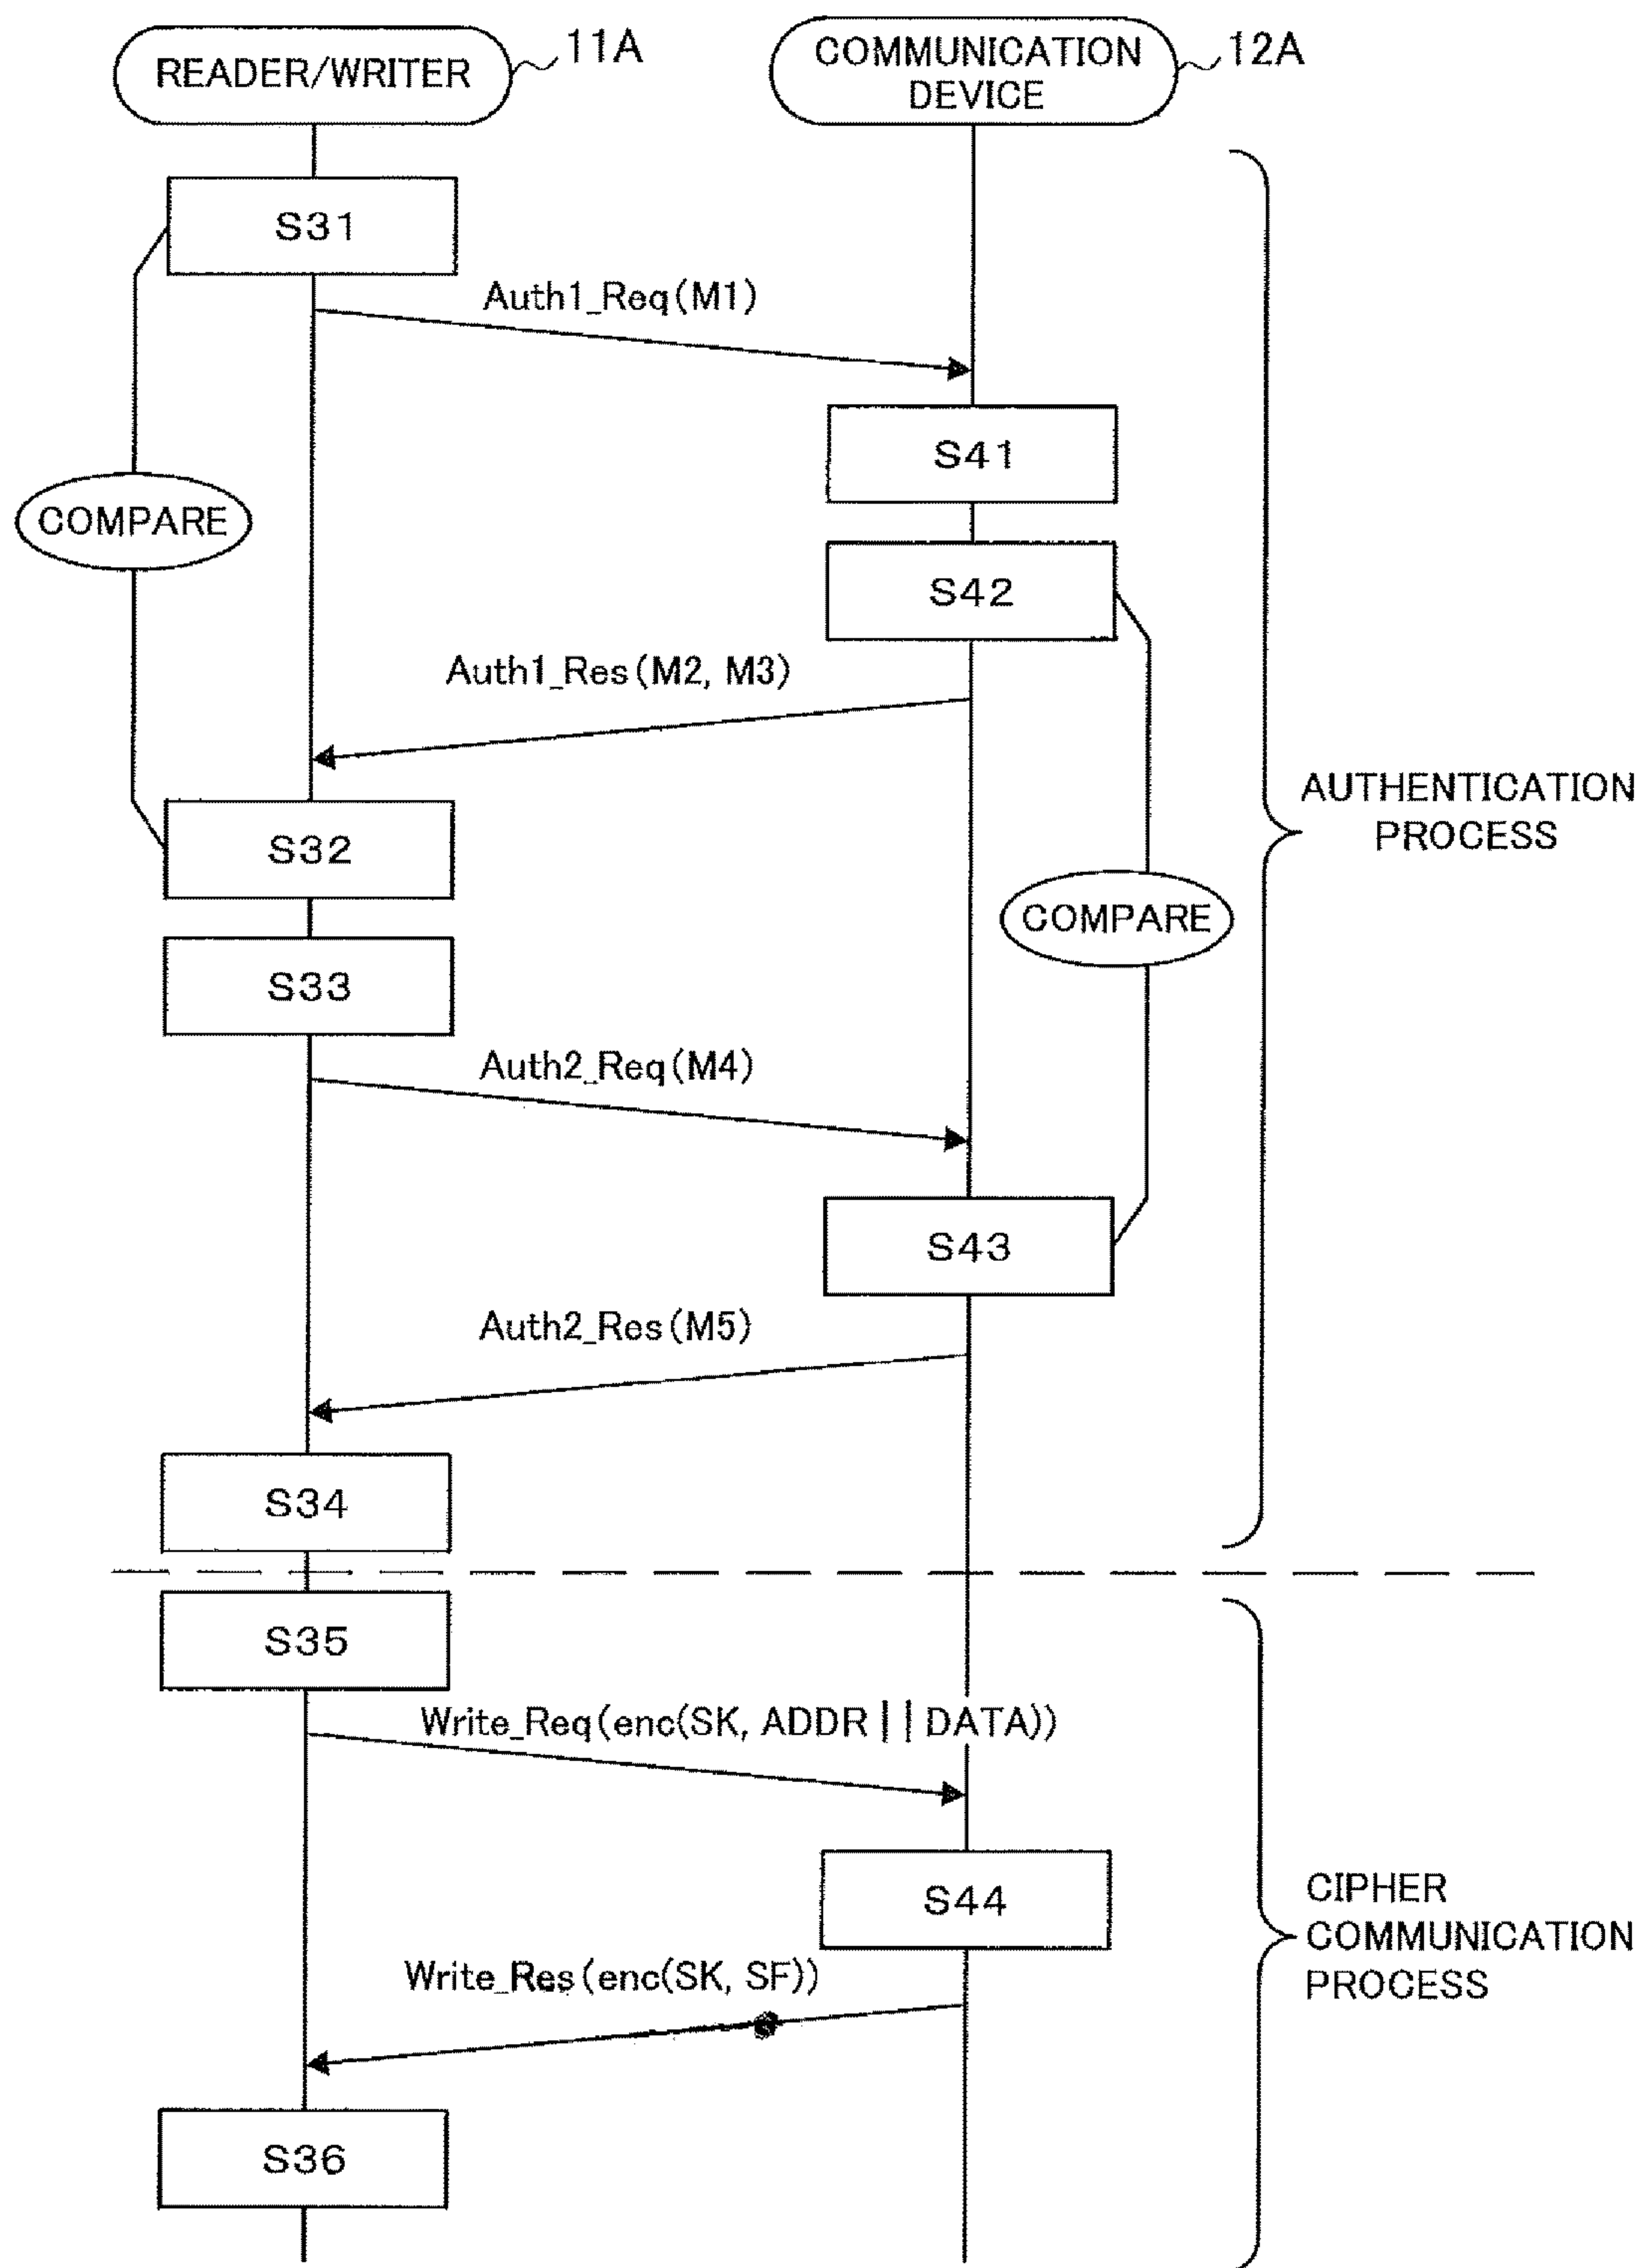 READER/WRITER
11A
COMMUNICATION
DEVICE
12A
S31
Auth1_Req(M1)
S41
COMPARE
S42
Auth1_Res(M2, M3)
AUTHENTICATION
PROCESS
S32
COMPARE
S33
Auth2_Req(M4)
S43
Auth2_Res(M5)
S34
S35
Write_Req(enc(SK, ADDR||DATA))
S44
CIPHER
COMMUNICATION
PROCESS
Write_Res(enc(SK, SF))
S36